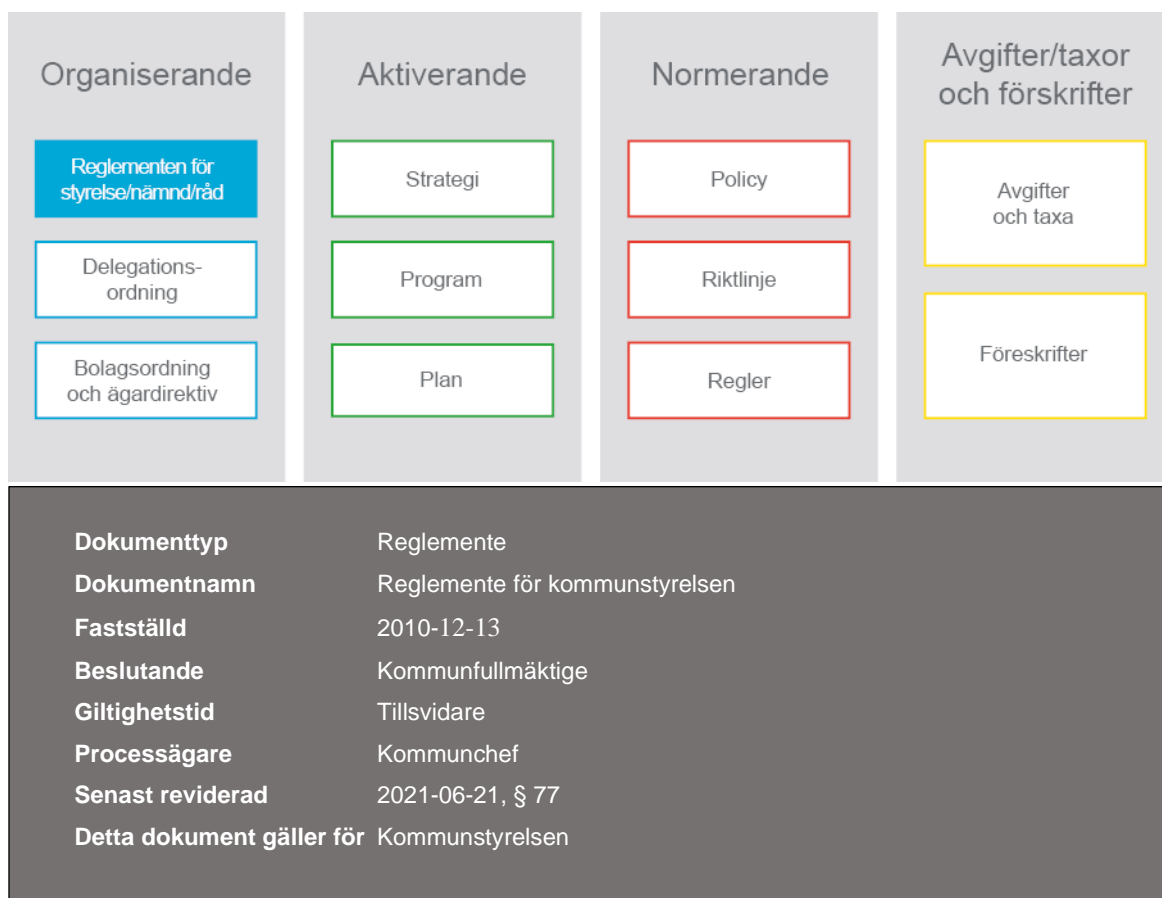 Organiserande
Reglementen för
styrelse/nämnd/råd
Delegations-
ordning
Bolagsordning
och ägardirektiv
Aktiverande
Strategi
Program
Plan
Normerande
Policy
Riktlinje
Regler
Avgifter/taxor
och förskrifter
Avgifter
och taxa
Föreskrifter
Dokumenttyp Reglemente
Dokumentnamn Reglemente för kommunstyrelsen
Fastställd 2010-12-13
Beslutande Kommunfullmäktige
Giltighetstid Tillsvidare
Processägare Kommunchef
Senast reviderad 2021-06-21, § 77
Detta dokument gäller för Kommunstyrelsen